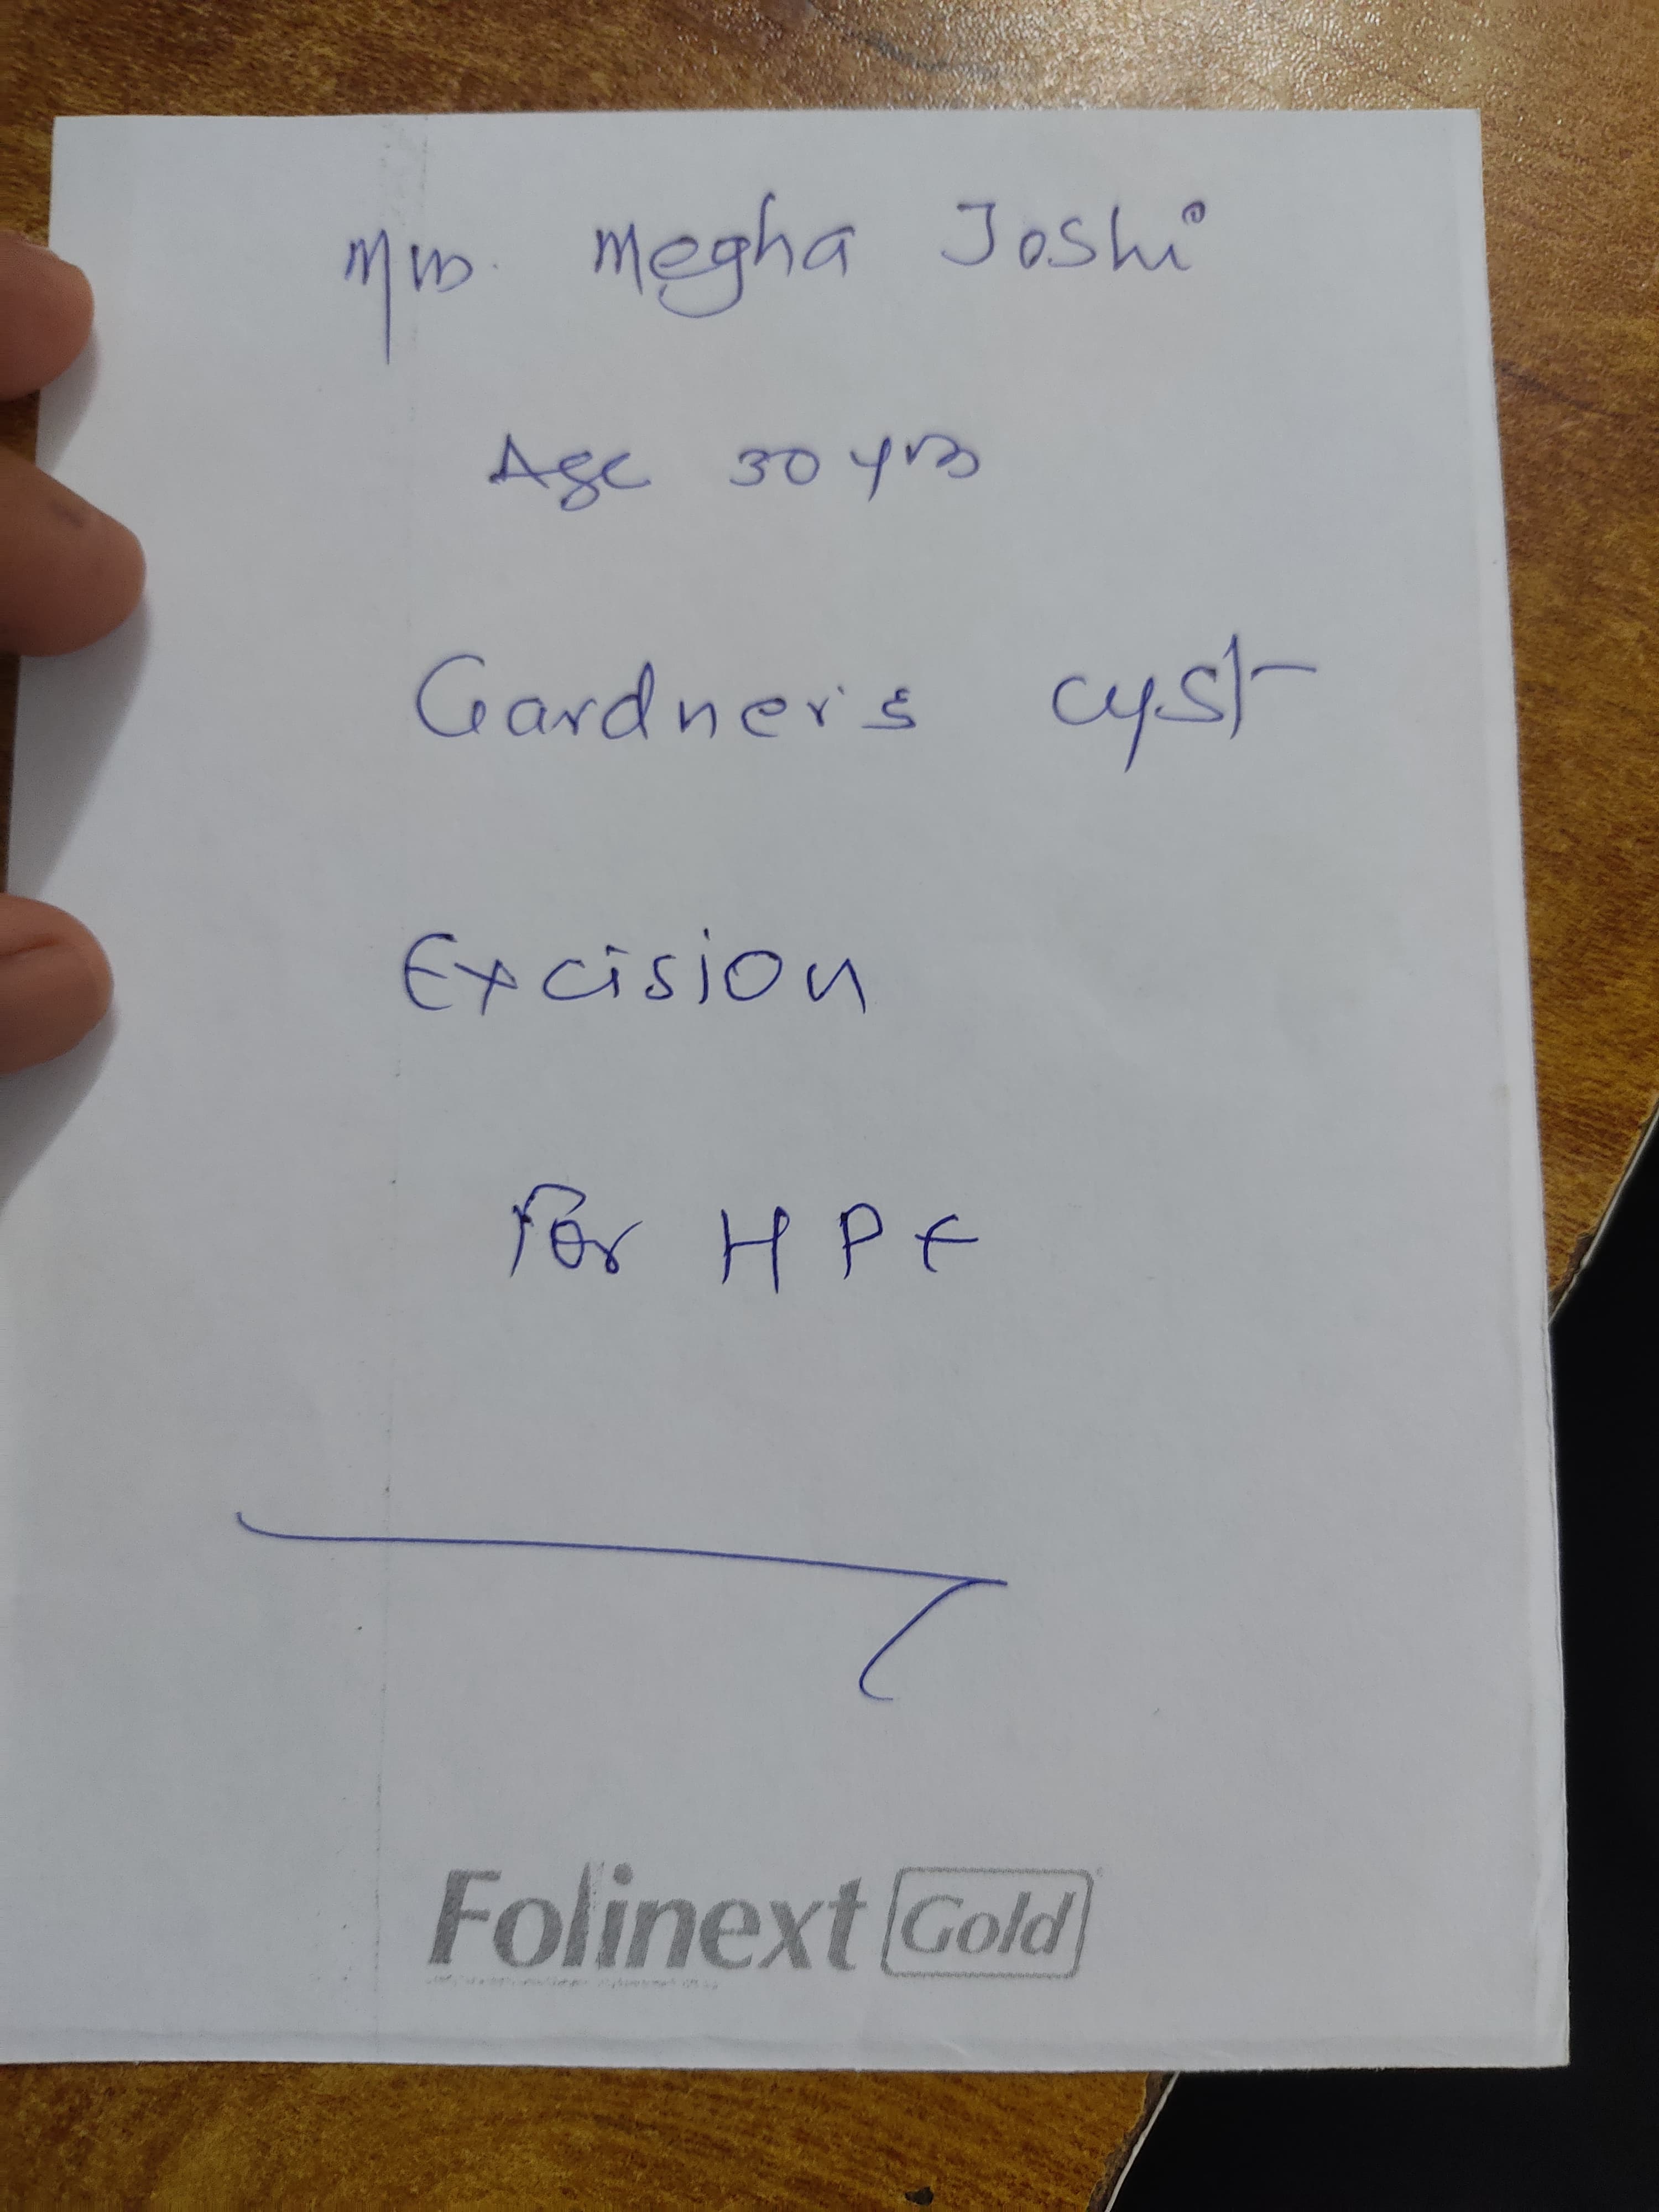 Mrs. Megha Joshi
Age 30 yrs
Gardner's cyst
Excision
For HPE
Folinext Gold